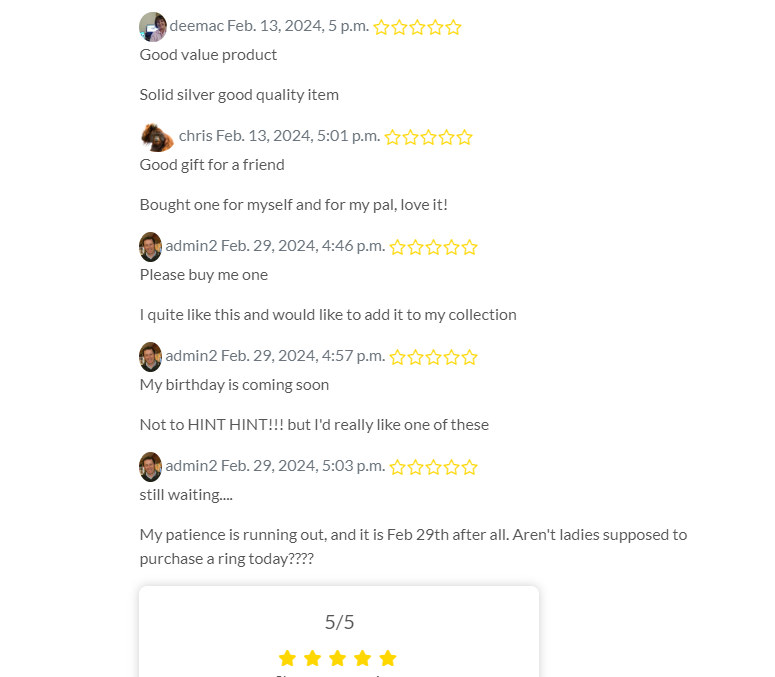 deemac Feb. 13, 2024, 5 p.m.
Good value product
Solid silver good quality item
chris Feb. 13, 2024, 5:01 p.m.
Good gift for a friend
Bought one for myself and for my pal, love it!
admin2 Feb. 29, 2024, 4:46 p.m.
Please buy me one
I quite like this and would like to add it to my collection
admin2 Feb. 29, 2024, 4:57 p.m.
My birthday is coming soon
Not to HINT HINT!!! but I'd really like one of these
admin2 Feb. 29, 2024, 5:03 p.m.
still waiting....
My patience is running out, and it is Feb 29th after all. Aren't ladies supposed to
purchase a ring today????
5/5